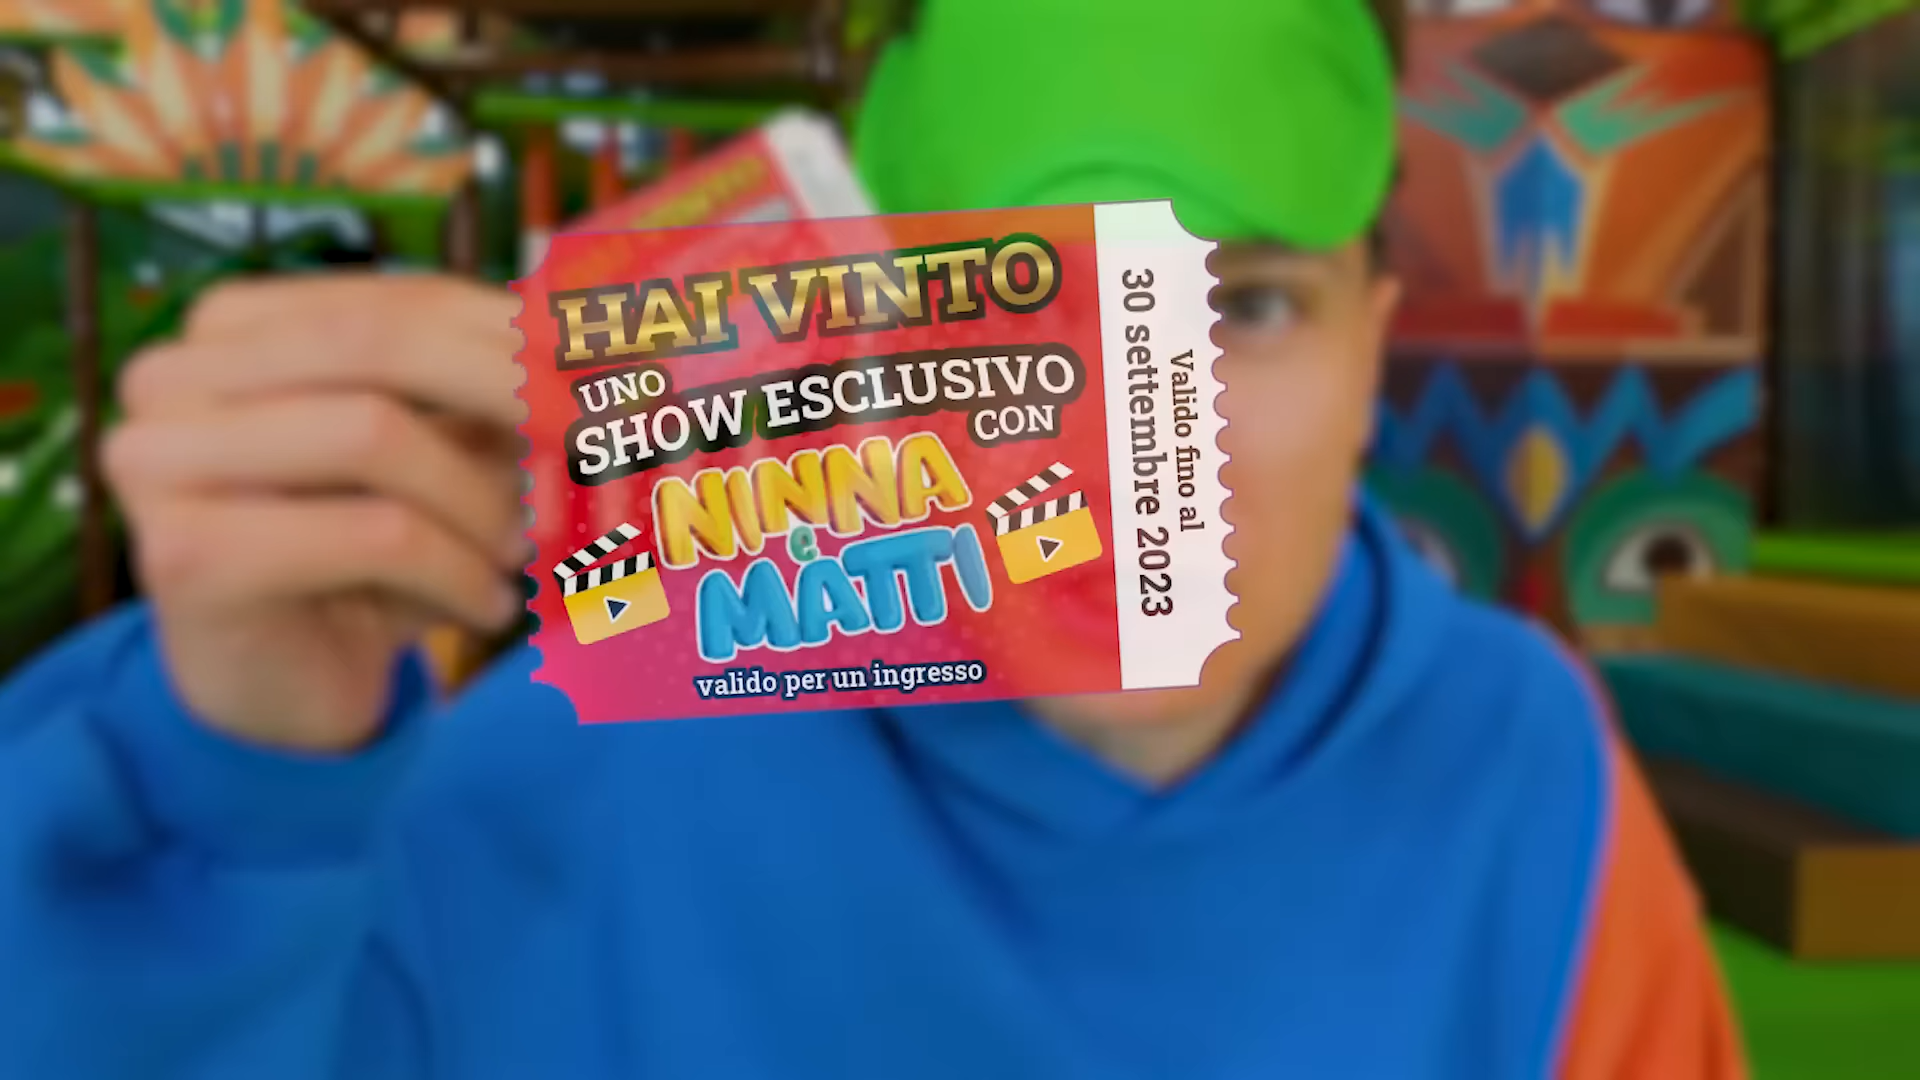 HAI VINTO
UNO
SHOW ESCLUSIVO
CON
NINNA
e
MATTI
valido per un ingresso
Valido fino al
30 settembre 2023